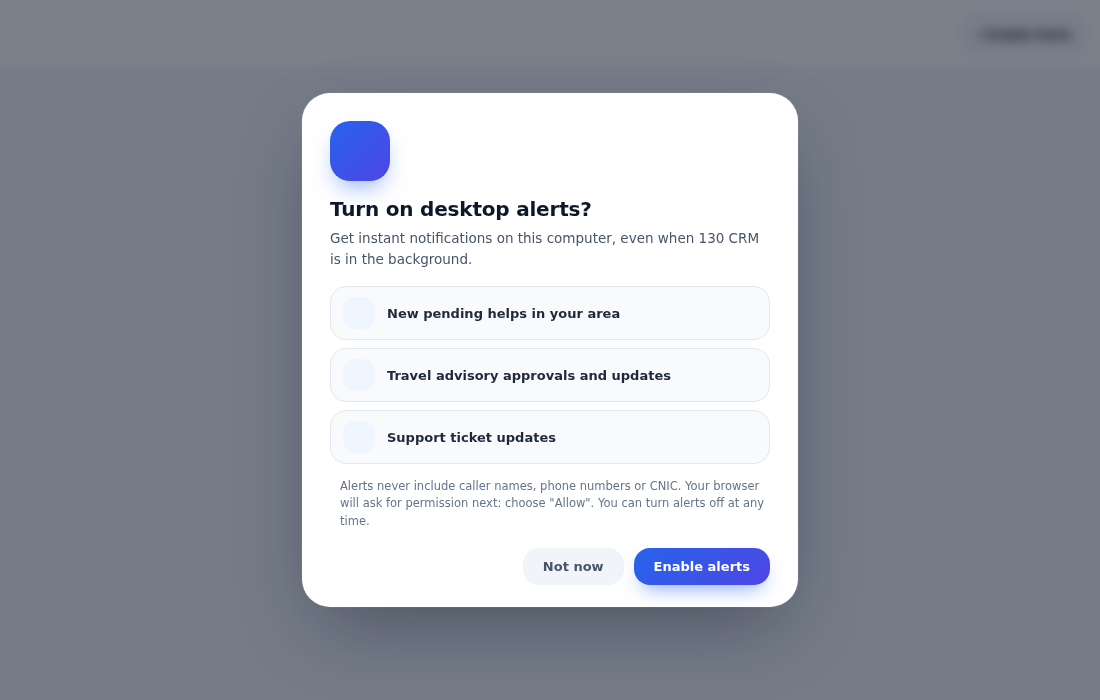 Turn on desktop alerts?
Get instant notifications on this computer, even when 130 CRM
is in the background.
New pending helps in your area
Travel advisory approvals and updates
Support ticket updates
Alerts never include caller names, phone numbers or CNIC. Your browser
will ask for permission next: choose "Allow". You can turn alerts off at any
time.
Not now
Enable alerts